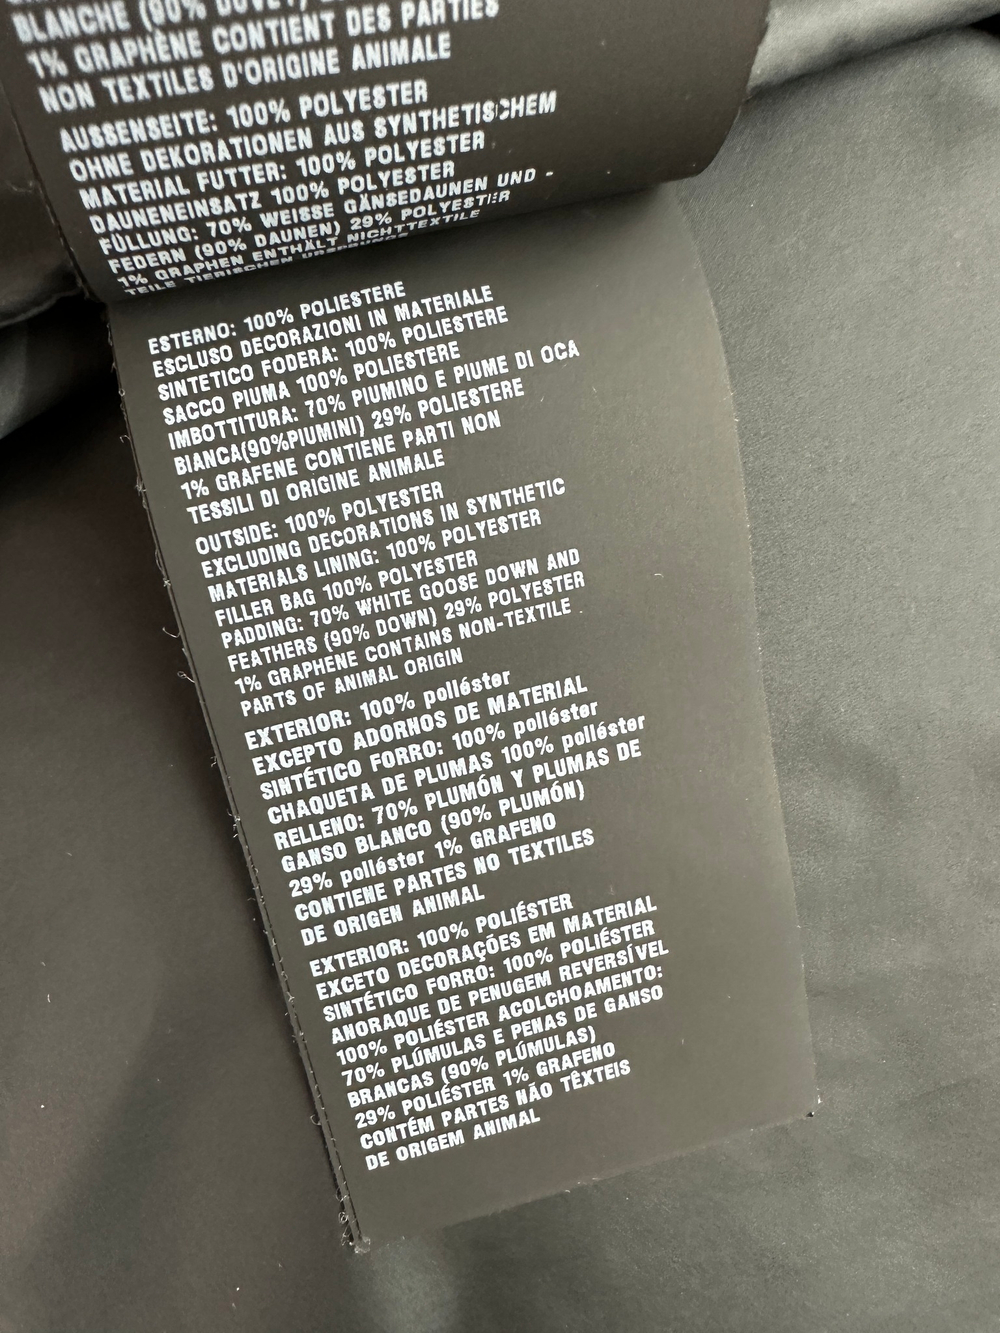 BLANCHE (90% DUVET)
1% GRAPHÈNE CONTIENT DES PARTIES
NON TEXTILES D'ORIGINE ANIMALE
AUSSENSEITE: 100% POLYESTER
OHNE DEKORATIONEN AUS SYNTHETISCHEM
MATERIAL FUTTER: 100% POLYESTER
DAUNENEINSATZ 100% POLYESTER
FÜLLUNG: 70% WEISSE GÄNSEDAUNEN UND -
FEDERN (90% DAUNEN) 29% POLYESTER
1% GRAPHEN ENTHÄLT NICHTTEXTILE
TEILE TIERISCHEN URSPRUNGS
ESTERNO: 100% POLIESTERE
ESCLUSO DECORAZIONI IN MATERIALE
SINTETICO FODERA: 100% POLIESTERE
SACCO PIUMA 100% POLIESTERE
IMBOTTITURA: 70% PIUMINO E PIUME DI OCA
BIANCA(90%PIUMINI) 29% POLIESTERE
1% GRAFENE CONTIENE PARTI NON
TESSILI DI ORIGINE ANIMALE
OUTSIDE: 100% POLYESTER
EXCLUDING DECORATIONS IN SYNTHETIC
MATERIALS LINING: 100% POLYESTER
FILLER BAG 100% POLYESTER
PADDING: 70% WHITE GOOSE DOWN AND
FEATHERS (90% DOWN) 29% POLYESTER
1% GRAPHENE CONTAINS NON-TEXTILE
PARTS OF ANIMAL ORIGIN
EXTERIOR: 100% poliéster
EXCEPTO ADORNOS DE MATERIAL
SINTÉTICO FORRO: 100% poliéster
CHAQUETA DE PLUMAS 100% poliéster
RELLENO: 70% PLUMÓN Y PLUMAS DE
GANSO BLANCO (90% PLUMÓN)
29% poliéster 1% GRAFENO
CONTIENE PARTES NO TEXTILES
DE ORIGEN ANIMAL
EXTERIOR: 100% POLIÉSTER
EXCETO DECORAÇÕES EM MATERIAL
SINTÉTICO FORRO: 100% POLIÉSTER
ANORAQUE DE PENUGEM REVERSÍVEL
100% POLIÉSTER ACOLCHOAMENTO:
70% PLÚMULAS E PENAS DE GANSO
BRANCAS (90% PLÚMULAS)
29% POLIÉSTER 1% GRAFENO
CONTÉM PARTES NÃO TÊXTEIS
DE ORIGEM ANIMAL